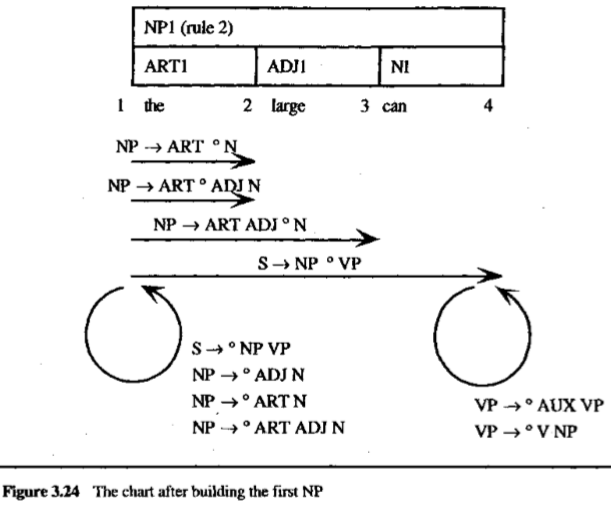 NP1 (rule 2)
ART1 ADJ1 N1
1 the 2 large 3 can 4
NP → ART ° N
NP → ART ° ADJ N
NP → ART ADJ ° N
S → NP ° VP
S → ° NP VP
NP → ° ADJ N
NP → ° ART N
NP → ° ART ADJ N
VP → ° AUX VP
VP → ° V NP
Figure 3.24 The chart after building the first NP